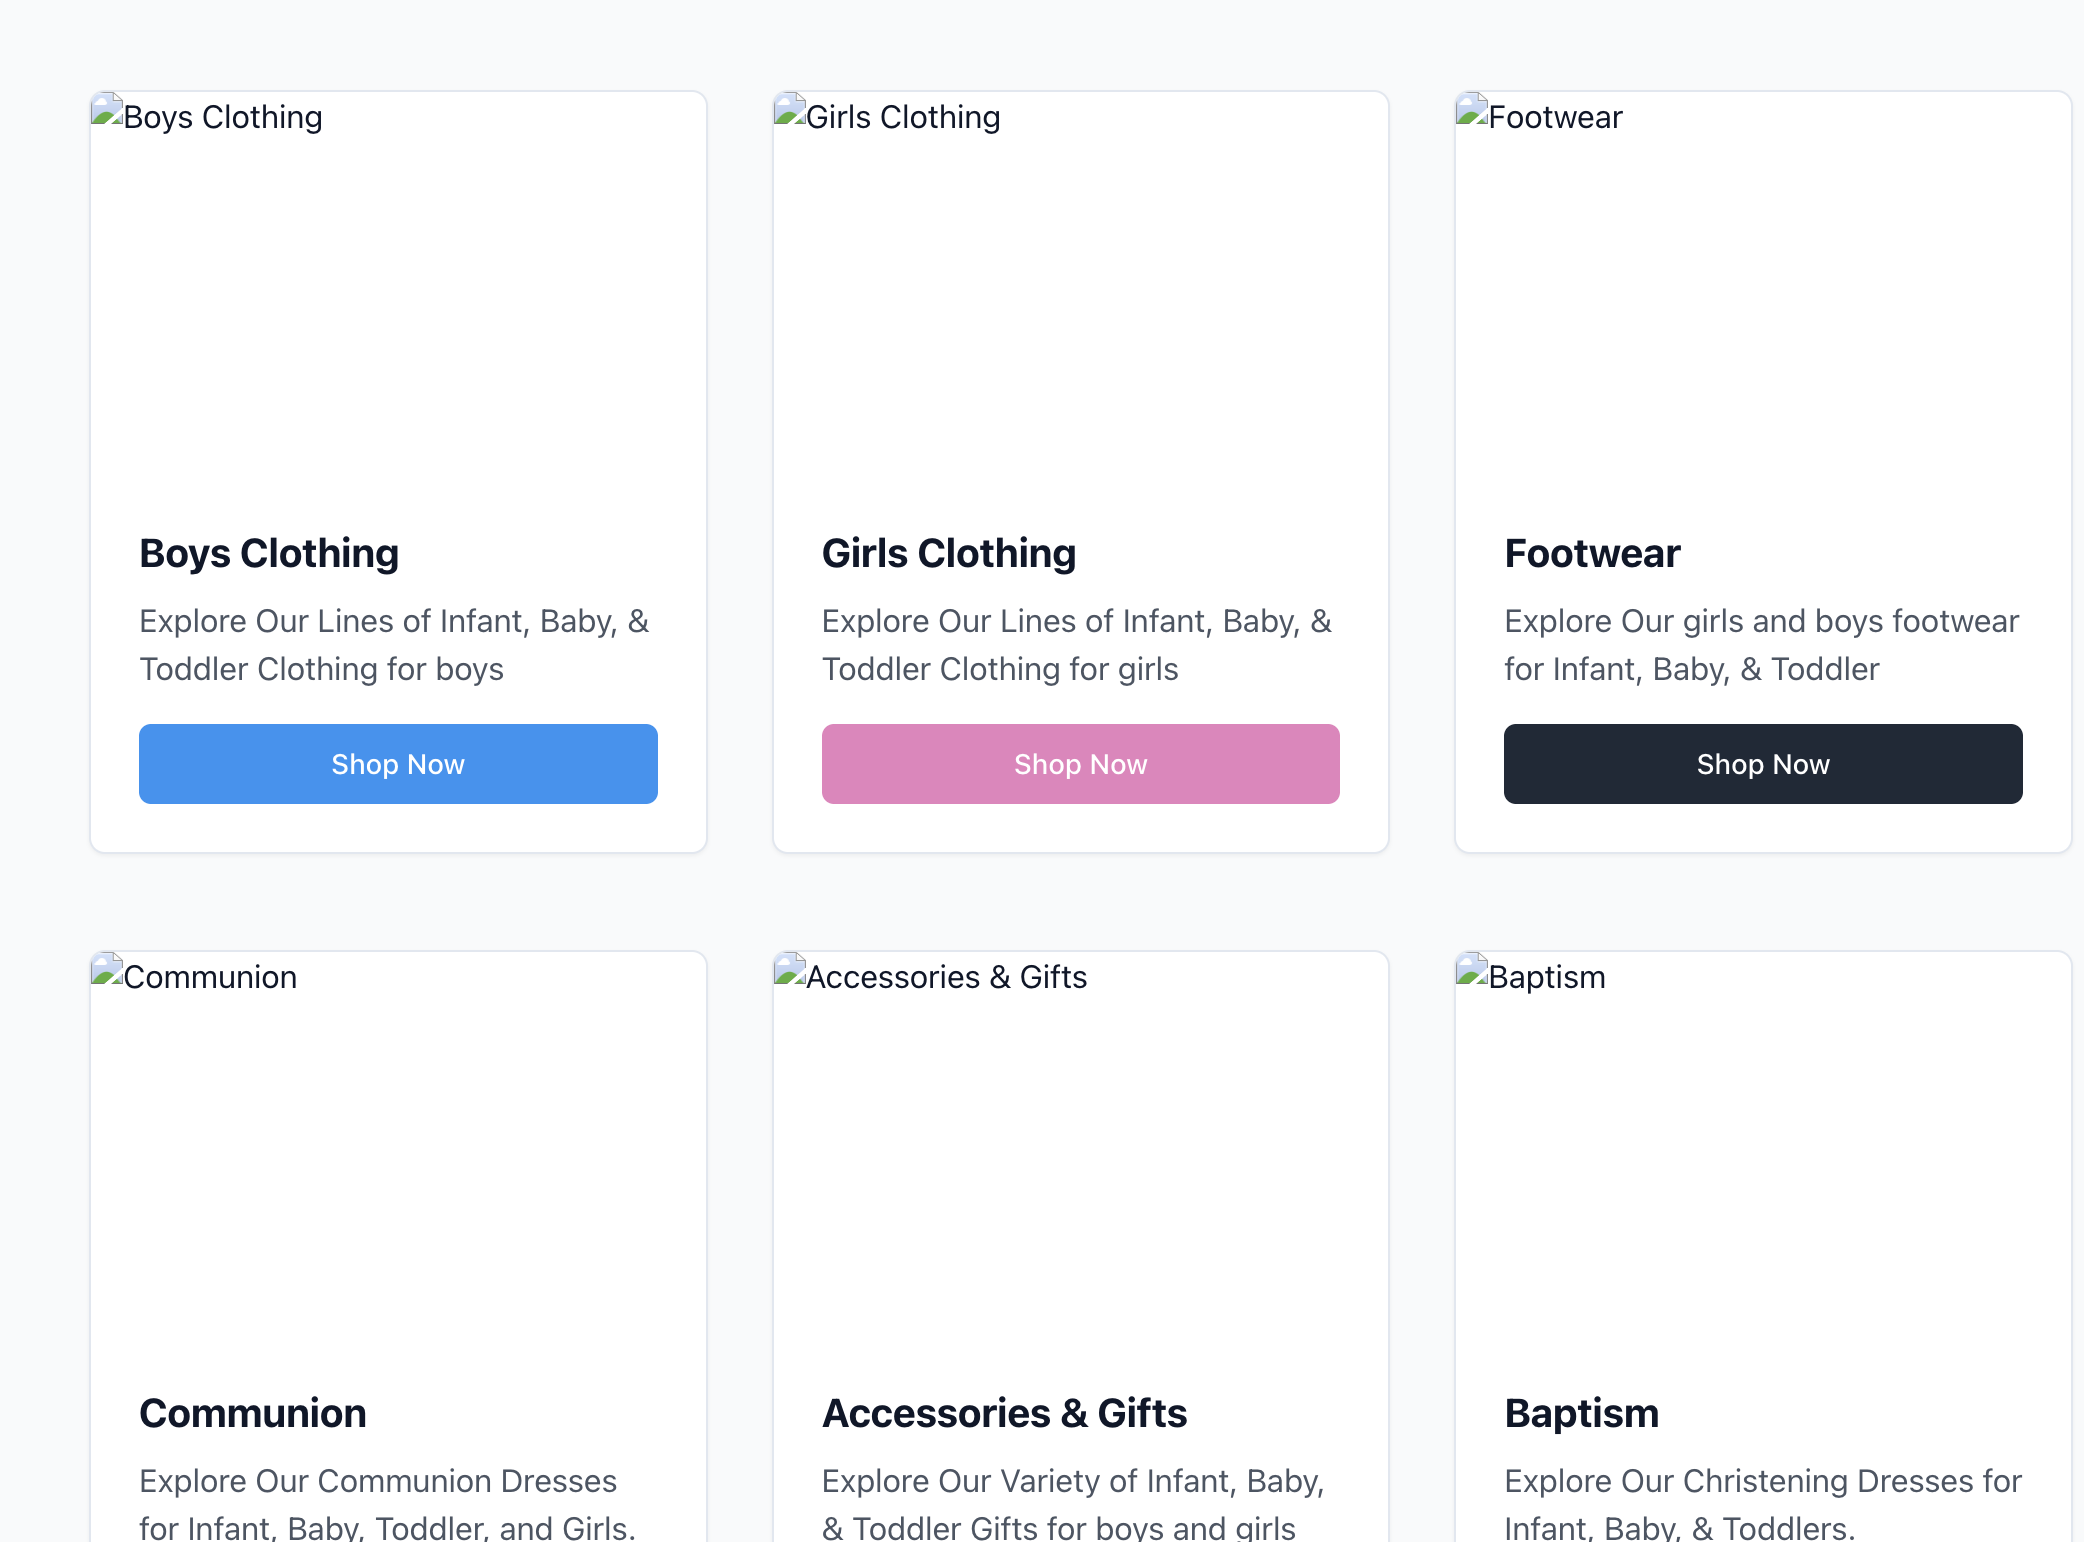 Boys Clothing
Girls Clothing
Footwear
Boys Clothing
Explore Our Lines of Infant, Baby, &
Toddler Clothing for boys
Shop Now
Girls Clothing
Explore Our Lines of Infant, Baby, &
Toddler Clothing for girls
Shop Now
Footwear
Explore Our girls and boys footwear
for Infant, Baby, & Toddler
Shop Now
Communion
Accessories & Gifts
Baptism
Communion
Explore Our Communion Dresses
for Infant, Baby, Toddler, and Girls.
Accessories & Gifts
Explore Our Variety of Infant, Baby,
& Toddler Gifts for boys and girls
Baptism
Explore Our Christening Dresses for
Infant, Baby, & Toddlers.